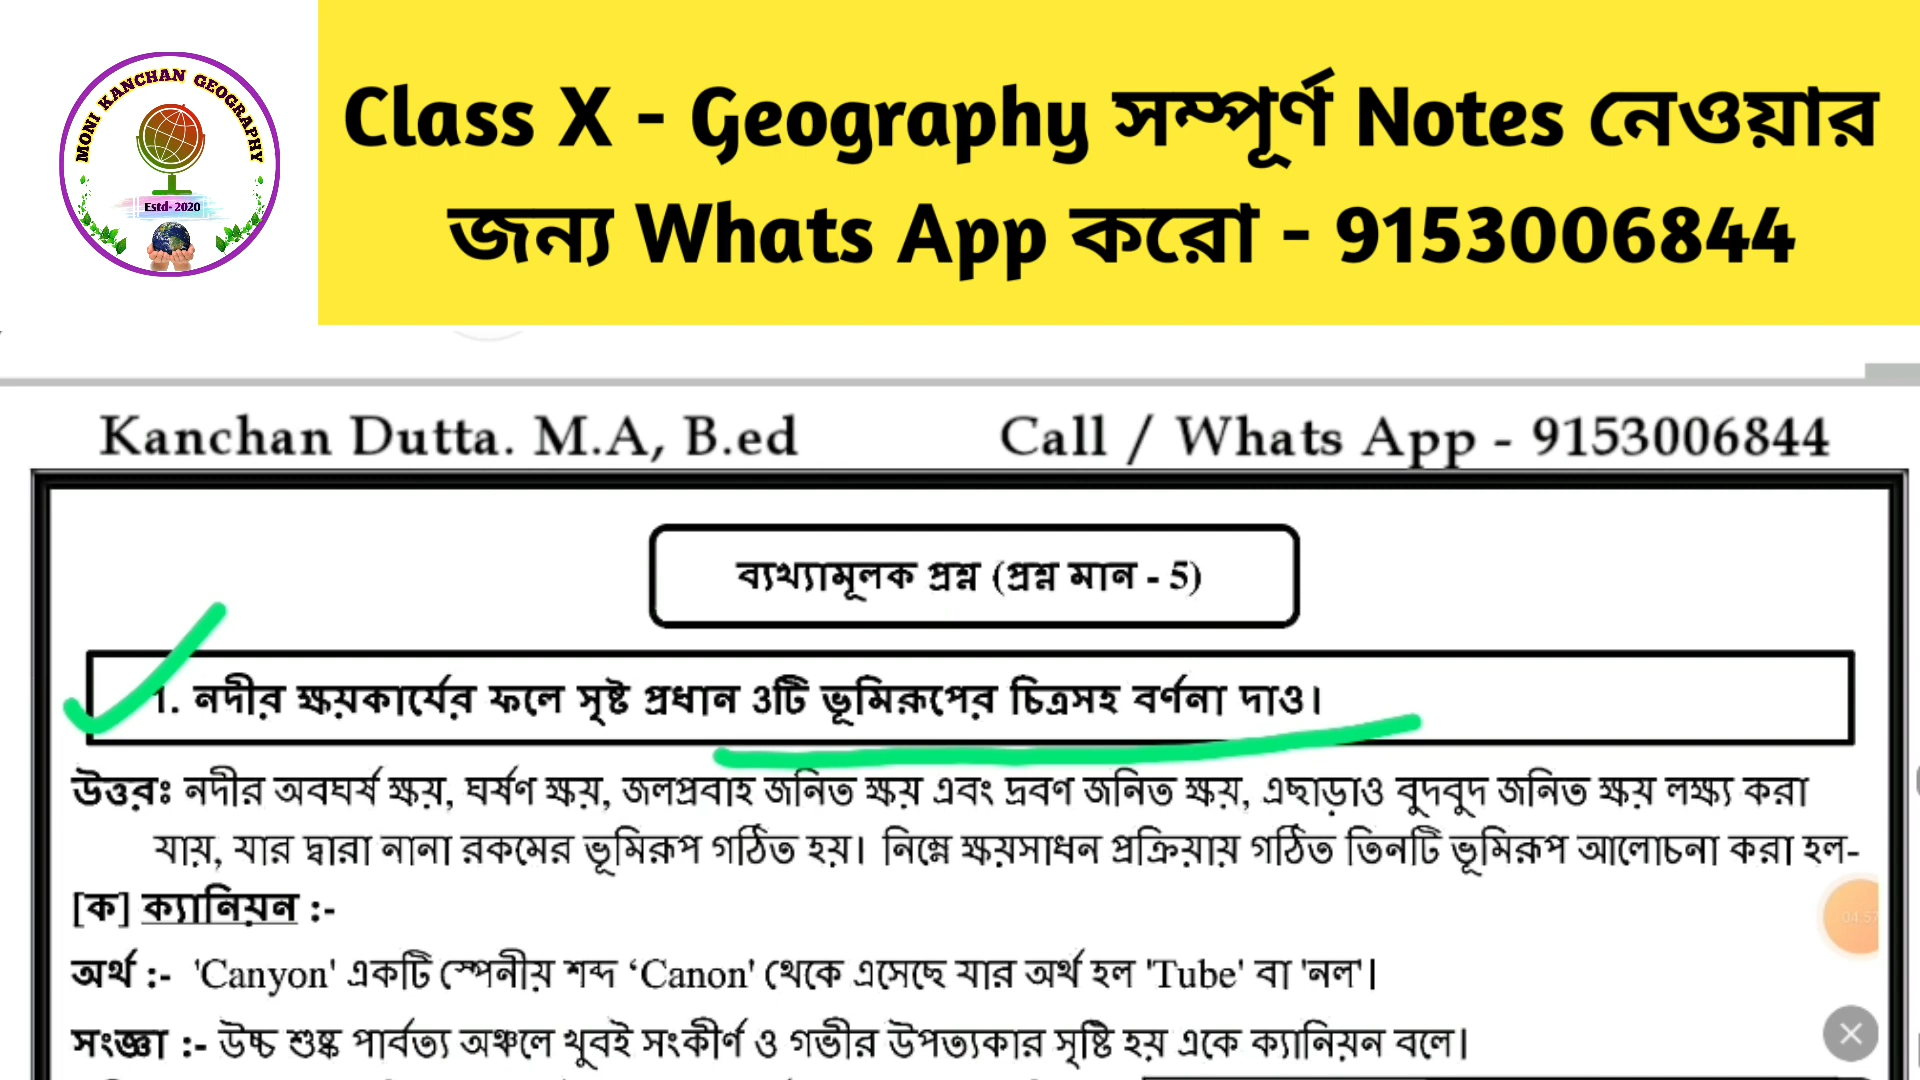 MONI KANCHAN GEOGRAPHY
Estd- 2020
Class X - Geography সম্পূর্ণ Notes নেওয়ার
জন্য Whats App করো - 9153006844
Kanchan Dutta. M.A, B.ed Call / Whats App - 9153006844
ব্যখ্যামূলক প্রশ্ন (প্রশ্ন মান - 5)
1. নদীর ক্ষয়কার্যের ফলে সৃষ্ট প্রধান 3টি ভূমিরূপের চিত্রসহ বর্ণনা দাও।
উত্তরঃ নদীর অবঘর্ষ ক্ষয়, ঘর্ষণ ক্ষয়, জলপ্রবাহ জনিত ক্ষয় এবং দ্রবণ জনিত ক্ষয়, এছাড়াও বুদবুদ জনিত ক্ষয় লক্ষ্য করা
যায়, যার দ্বারা নানা রকমের ভূমিরূপ গঠিত হয়। নিম্নে ক্ষয়সাধন প্রক্রিয়ায় গঠিত তিনটি ভূমিরূপ আলোচনা করা হল-
[ক] ক্যানিয়ন :-
04:57
অর্থ :- 'Canyon' একটি স্পেনীয় শব্দ ‘Canon' থেকে এসেছে যার অর্থ হল 'Tube' বা 'নল'।
সংজ্ঞা :- উচ্চ শুষ্ক পার্বত্য অঞ্চলে খুবই সংকীর্ণ ও গভীর উপত্যকার সৃষ্টি হয় একে ক্যানিয়ন বলে।